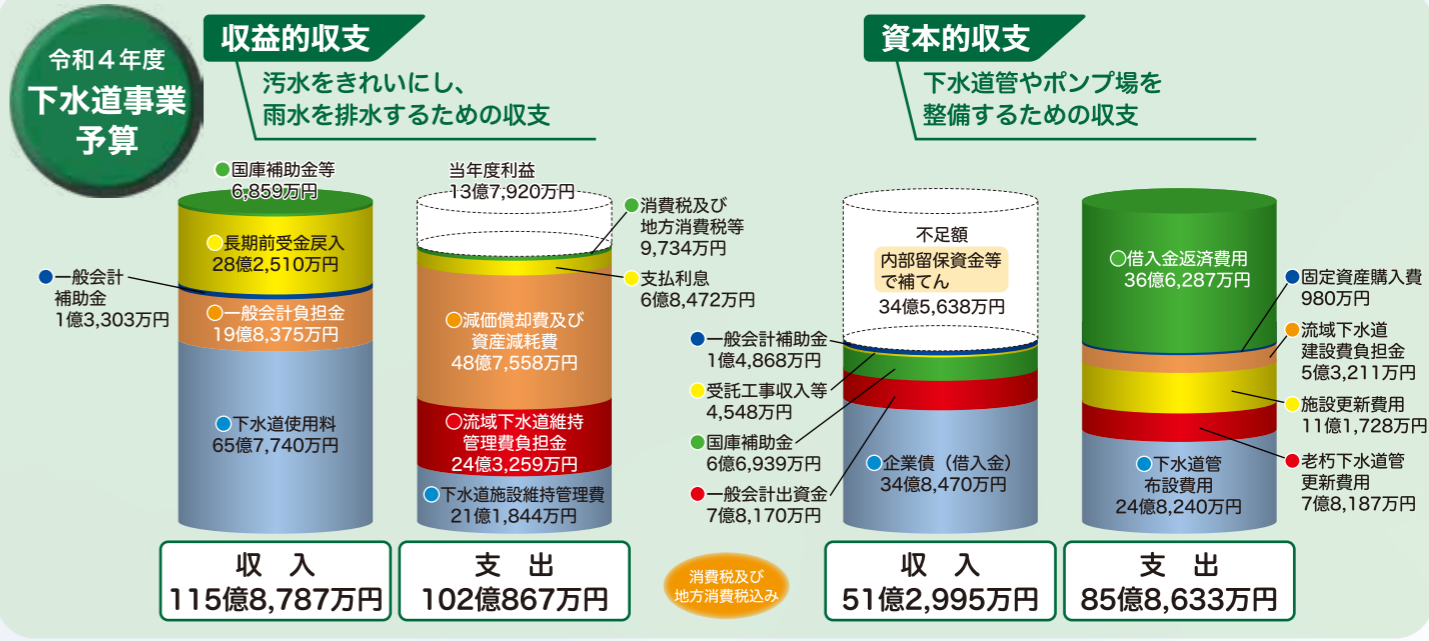 令和４年度
下水道事業
予算
収益的収支
汚水をきれいにし、
雨水を排水するための収支
国庫補助金等
6,859万円
長期前受金戻入
28億2,510万円
一般会計
補助金
1億3,303万円
一般会計負担金
19億8,375万円
下水道使用料
65億7,740万円
収　入
115億8,787万円
当年度利益
13億7,920万円
消費税及び
地方消費税等
9,734万円
支払利息
6億8,472万円
減価償却費及び
資産減耗費
48億7,558万円
流域下水道維持
管理費負担金
24億3,259万円
下水道施設維持管理費
21億1,844万円
支　出
102億867万円
消費税及び
地方消費税込み
資本的収支
下水道管やポンプ場を
整備するための収支
不足額
内部留保資金等
で補てん
34億5,638万円
一般会計補助金
1億4,868万円
受託工事収入等
4,548万円
国庫補助金
6億6,939万円
一般会計出資金
7億8,170万円
企業債（借入金）
34億8,470万円
収　入
51億2,995万円
借入金返済費用
36億6,287万円
固定資産購入費
980万円
流域下水道
建設費負担金
5億3,211万円
施設更新費用
11億1,728万円
老朽下水道管
更新費用
7億8,187万円
下水道管
布設費用
24億8,240万円
支　出
85億8,633万円